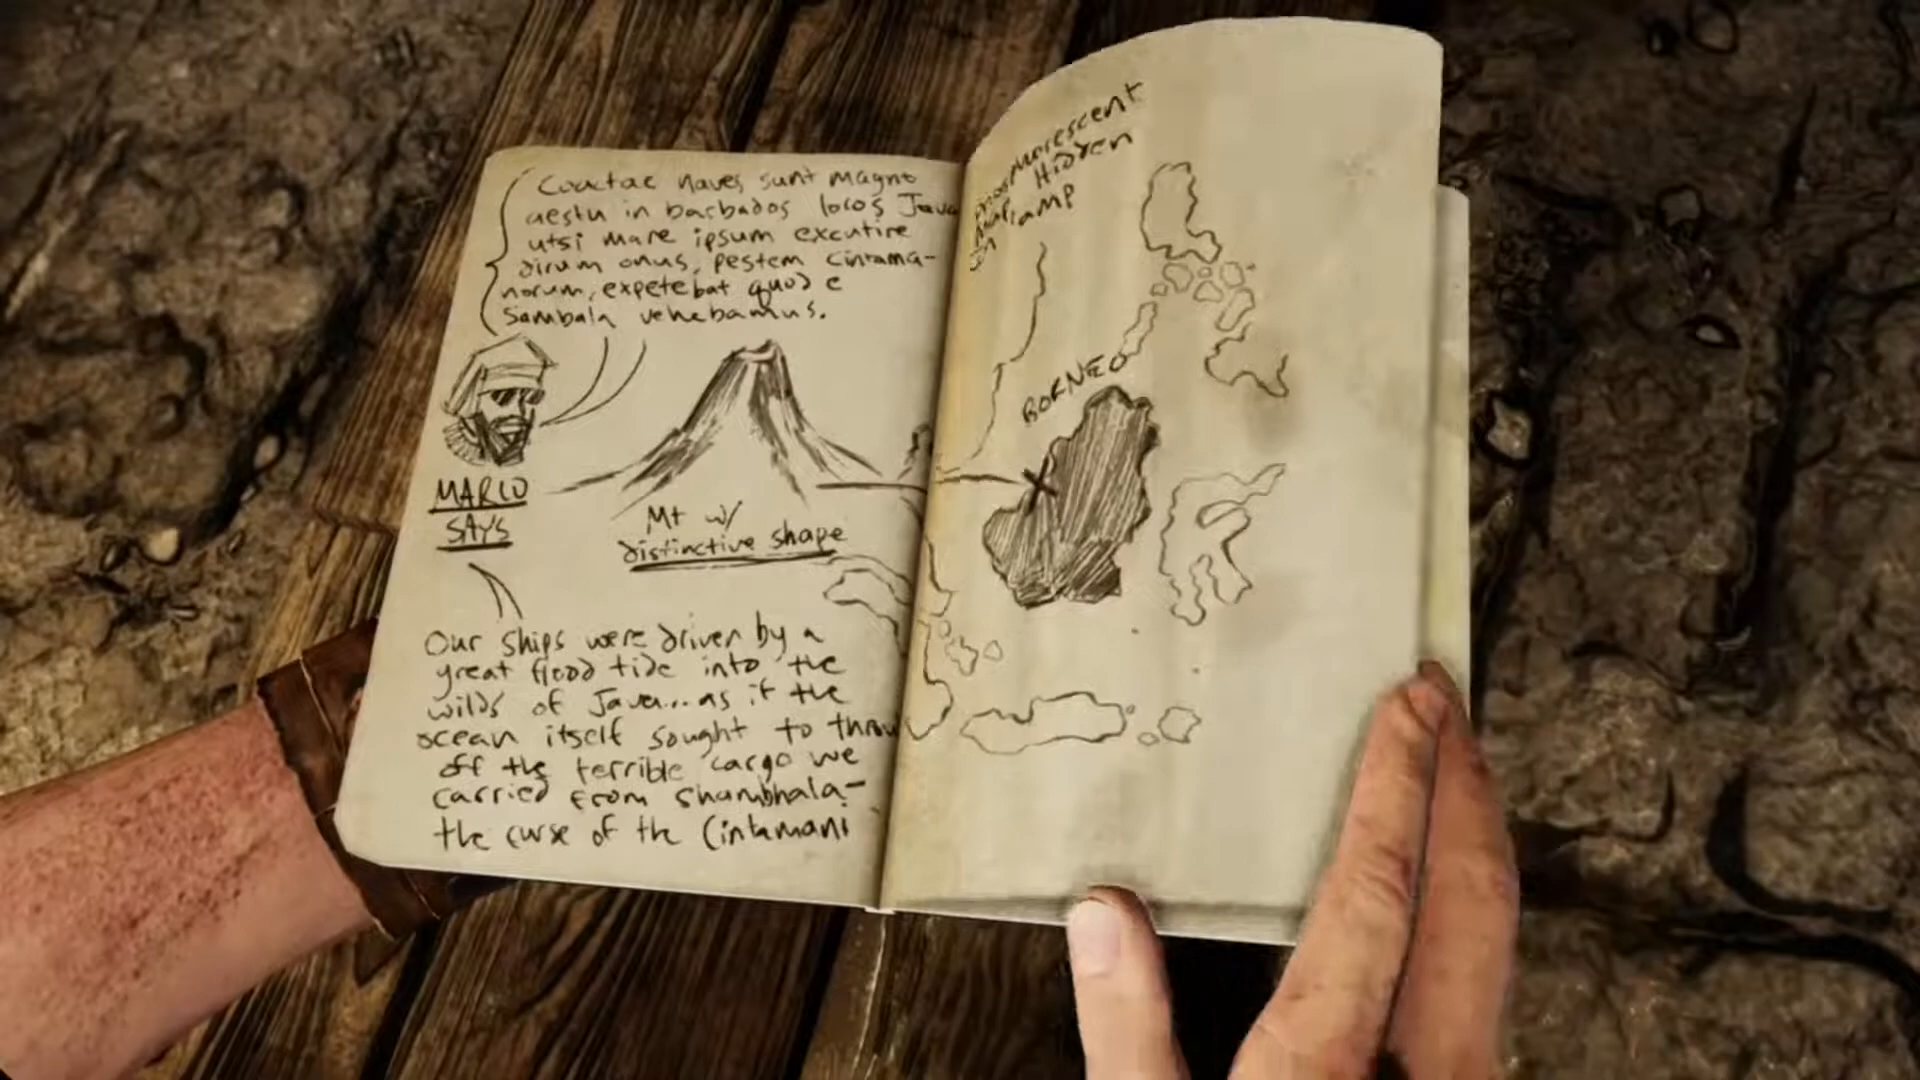 Coactae naves sunt magno
aestu in barbados locos Java
utsi mare ipsum excutire
dirum onus, pestem cintama-
norum, expetebat quod e
Sambala vehebamus.
MARCO
SAYS
Mt w/
distinctive shape
Our ships were driven by a
great flood tide into the
wilds of Java... as if the
ocean itself sought to throw
off the terrible cargo we
carried from Shambhala-
the curse of the Cintamani
Phosphorescent
Hidden
in lamp
BORNEO